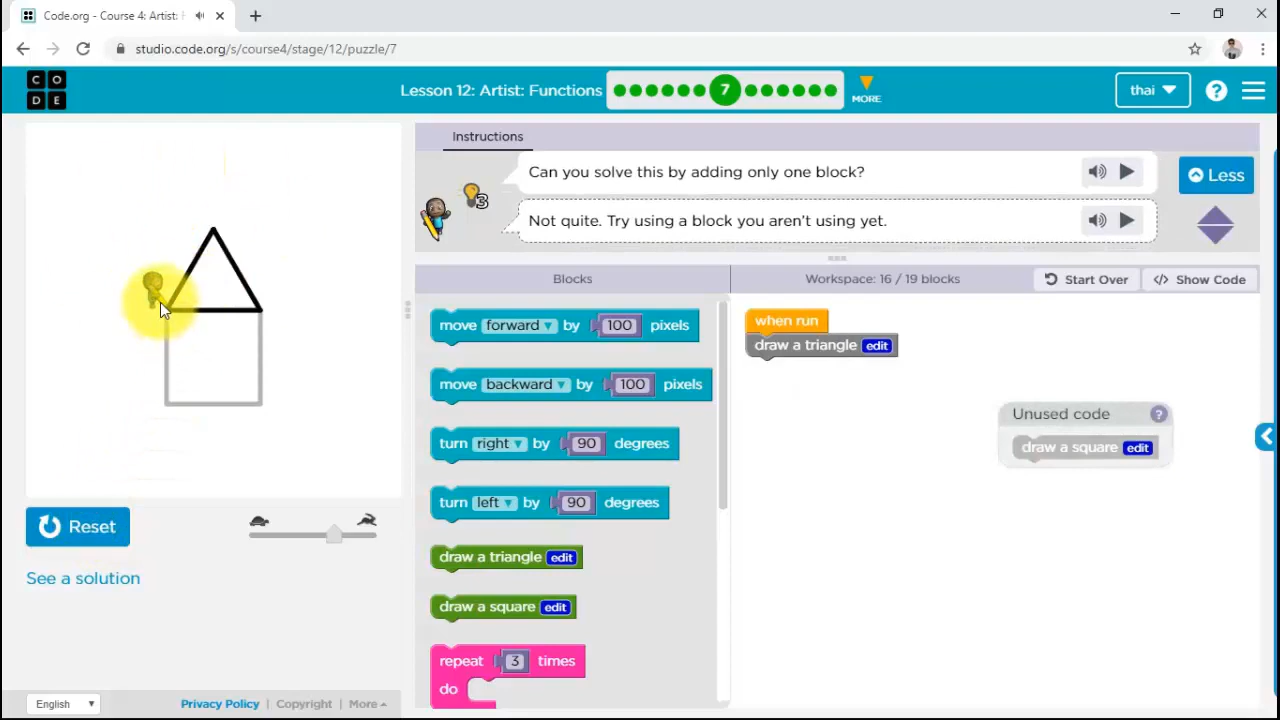 Code.org - Course 4: Artist: F
studio.code.org/s/course4/stage/12/puzzle/7
C O
D E
Lesson 12: Artist: Functions
7
MORE
thai
?
Instructions
Can you solve this by adding only one block?
Less
3
Not quite. Try using a block you aren't using yet.
Blocks
Workspace: 16 / 19 blocks
Start Over
</> Show Code
move forward by 100 pixels
when run
draw a triangle edit
move backward by 100 pixels
Unused code ?
draw a square edit
turn right by 90 degrees
turn left by 90 degrees
Reset
draw a triangle edit
See a solution
draw a square edit
repeat 3 times
do
English
Privacy Policy | Copyright | More